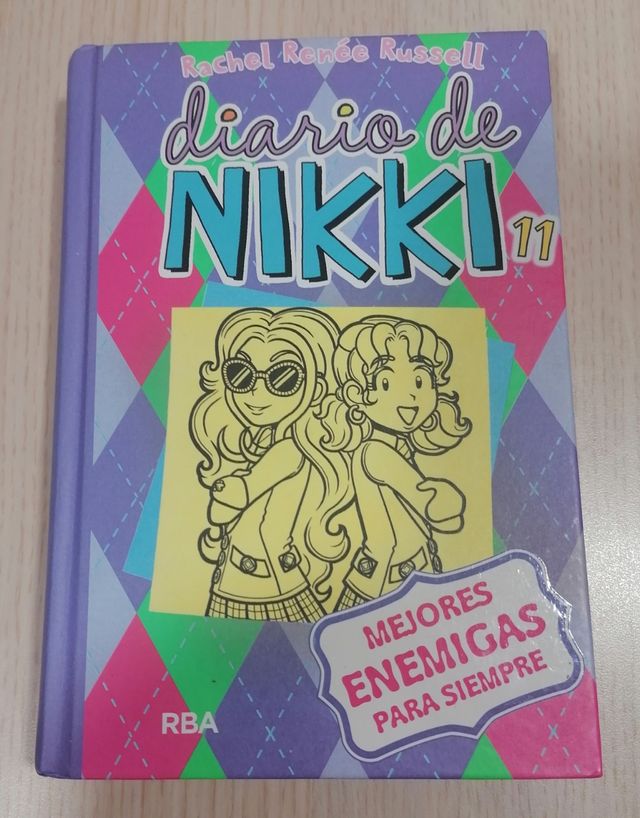 Rachel Renée Russell
diario de
NIKKI 11
MEJORES
ENEMIGAS
PARA SIEMPRE
RBA